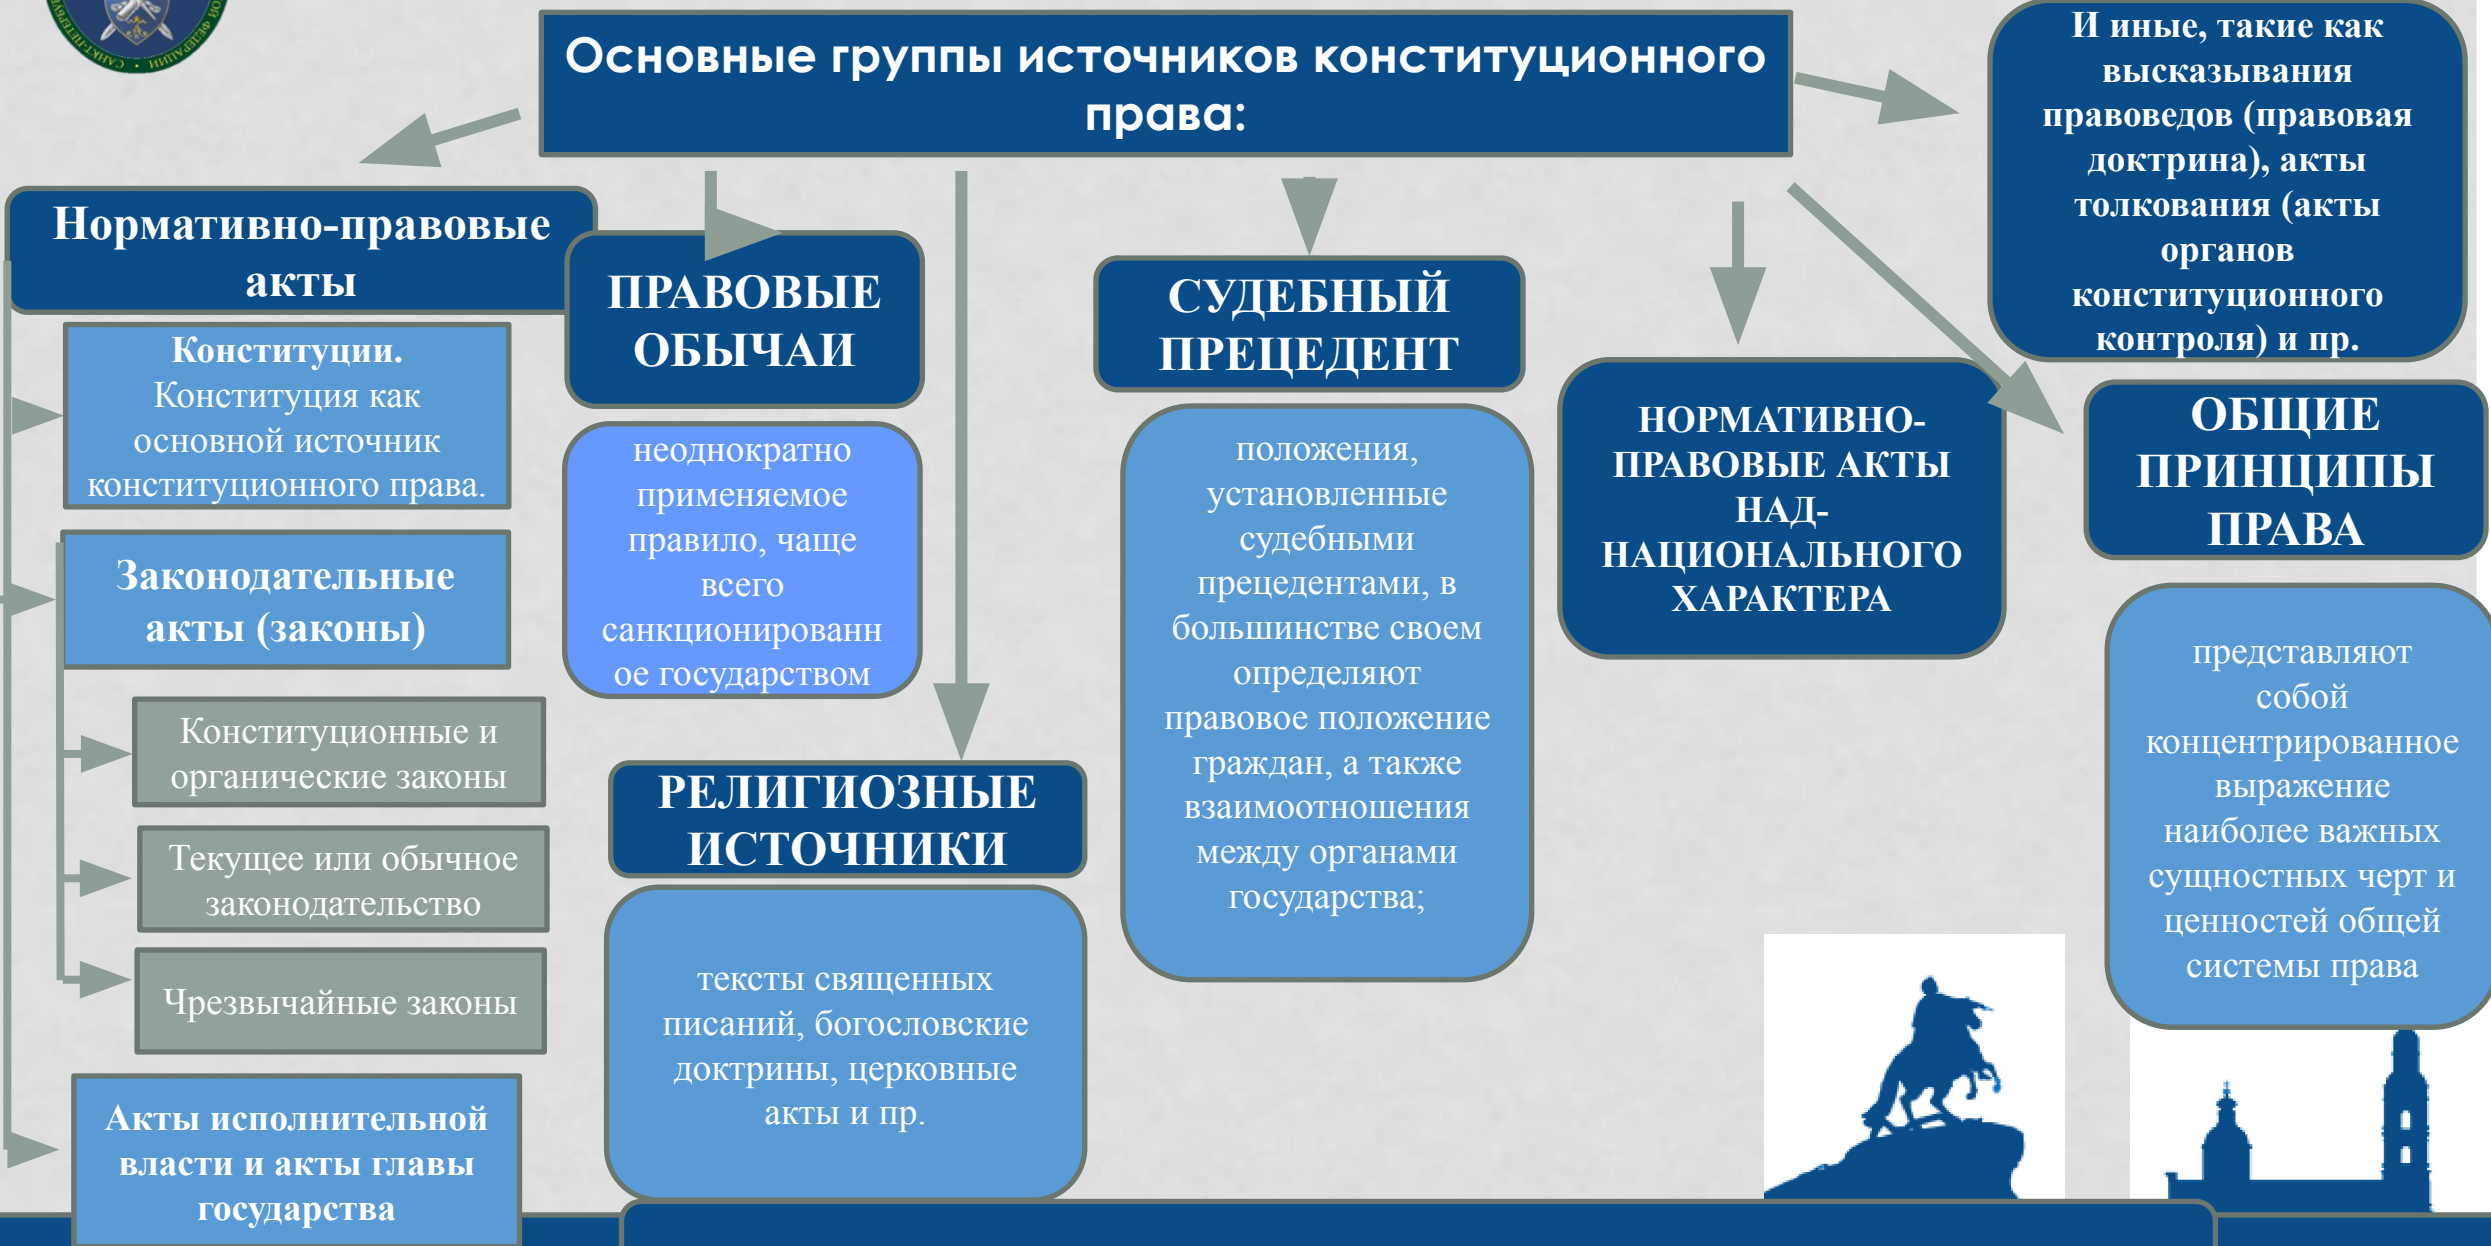 Основные группы источников конституционного
права:
И иные, такие как
высказывания
правоведов (правовая
доктрина), акты
толкования (акты
органов
конституционного
контроля) и пр.
Нормативно-правовые
акты
Конституции.
Конституция как
основной источник
конституционного права.
Законодательные
акты (законы)
Конституционные и
органические законы
Текущее или обычное
законодательство
Чрезвычайные законы
Акты исполнительной
власти и акты главы
государства
ПРАВОВЫЕ
ОБЫЧАИ
неоднократно
применяемое
правило, чаще
всего
санкционированн
ое государством
РЕЛИГИОЗНЫЕ
ИСТОЧНИКИ
тексты священных
писаний, богословские
доктрины, церковные
акты и пр.
СУДЕБНЫЙ
ПРЕЦЕДЕНТ
положения,
установленные
судебными
прецедентами, в
большинстве своем
определяют
правовое положение
граждан, а также
взаимоотношения
между органами
государства;
НОРМАТИВНО-
ПРАВОВЫЕ АКТЫ
НАД-
НАЦИОНАЛЬНОГО
ХАРАКТЕРА
ОБЩИЕ
ПРИНЦИПЫ
ПРАВА
представляют
собой
концентрированное
выражение
наиболее важных
сущностных черт и
ценностей общей
системы права